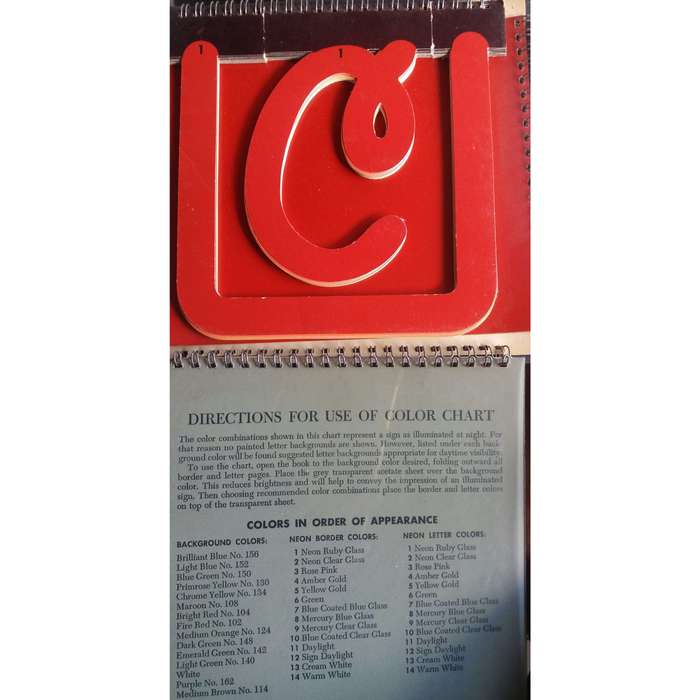 1
1
C
DIRECTIONS FOR USE OF COLOR CHART
The color combinations shown in this chart represent a sign as illuminated at night. For
that reason no painted letter backgrounds are shown. However, listed under each back-
ground color will be found suggested letter backgrounds appropriate for daytime visibility.
To use the chart, open the book to the background color desired, folding outward all
border and letter pages. Place the grey transparent acetate sheet over the background
color. This reduces brightness and will help to convey the impression of an illuminated
sign. Then choosing recommended color combinations place the border and letter colors
on top of the transparent sheet.
COLORS IN ORDER OF APPEARANCE
BACKGROUND COLORS:
Brilliant Blue No. 156
Light Blue No. 152
Blue Green No. 150
Primrose Yellow No. 130
Chrome Yellow No. 134
Maroon No. 108
Bright Red No. 104
Fire Red No. 102
Medium Orange No. 124
Dark Green No. 148
Emerald Green No. 142
Light Green No. 140
White
Purple No. 162
Medium Brown No. 114
NEON BORDER COLORS:
1 Neon Ruby Glass
2 Neon Clear Glass
3 Rose Pink
4 Amber Gold
5 Yellow Gold
6 Green
7 Blue Coated Blue Glass
8 Mercury Blue Glass
9 Mercury Clear Glass
10 Blue Coated Clear Glass
11 Daylight
12 Sign Daylight
13 Cream White
14 Warm White
NEON LETTER COLORS:
1 Neon Ruby Glass
2 Neon Clear Glass
3 Rose Pink
4 Amber Gold
5 Yellow Gold
6 Green
7 Blue Coated Blue Glass
8 Mercury Blue Glass
9 Mercury Clear Glass
10 Blue Coated Clear Glass
11 Daylight
12 Sign Daylight
13 Cream White
14 Warm White